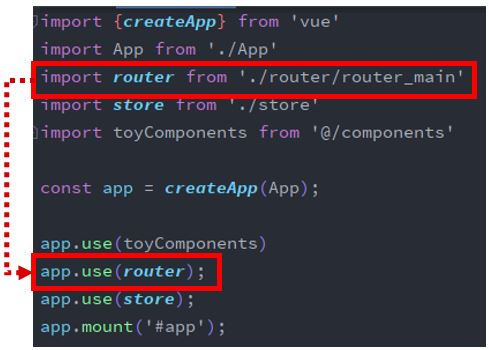 import {createApp} from 'vue'
import App from './App'
import router from './router/router_main'
import store from './store'
import toyComponents from '@/components'
const app = createApp(App);
app.use(toyComponents)
app.use(router);
app.use(store);
app.mount('#app');